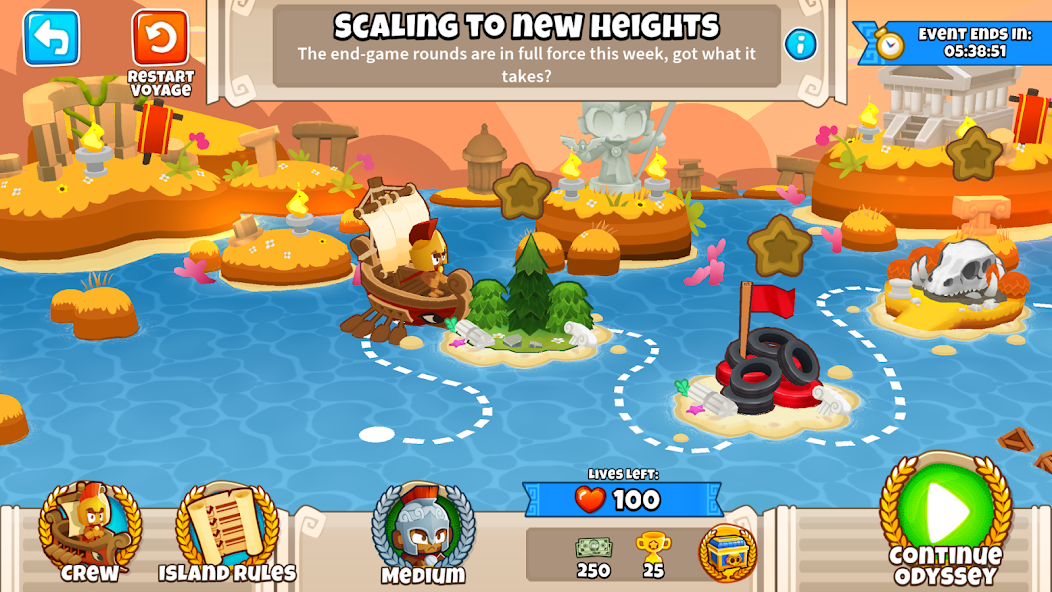 Scaling to New Heights
The end-game rounds are in full force this week, got what it
takes?
Event Ends in:
05:38:51
Restart
Voyage
Lives Left:
100
250
25
Crew
Island Rules
Medium
Continue
Odyssey